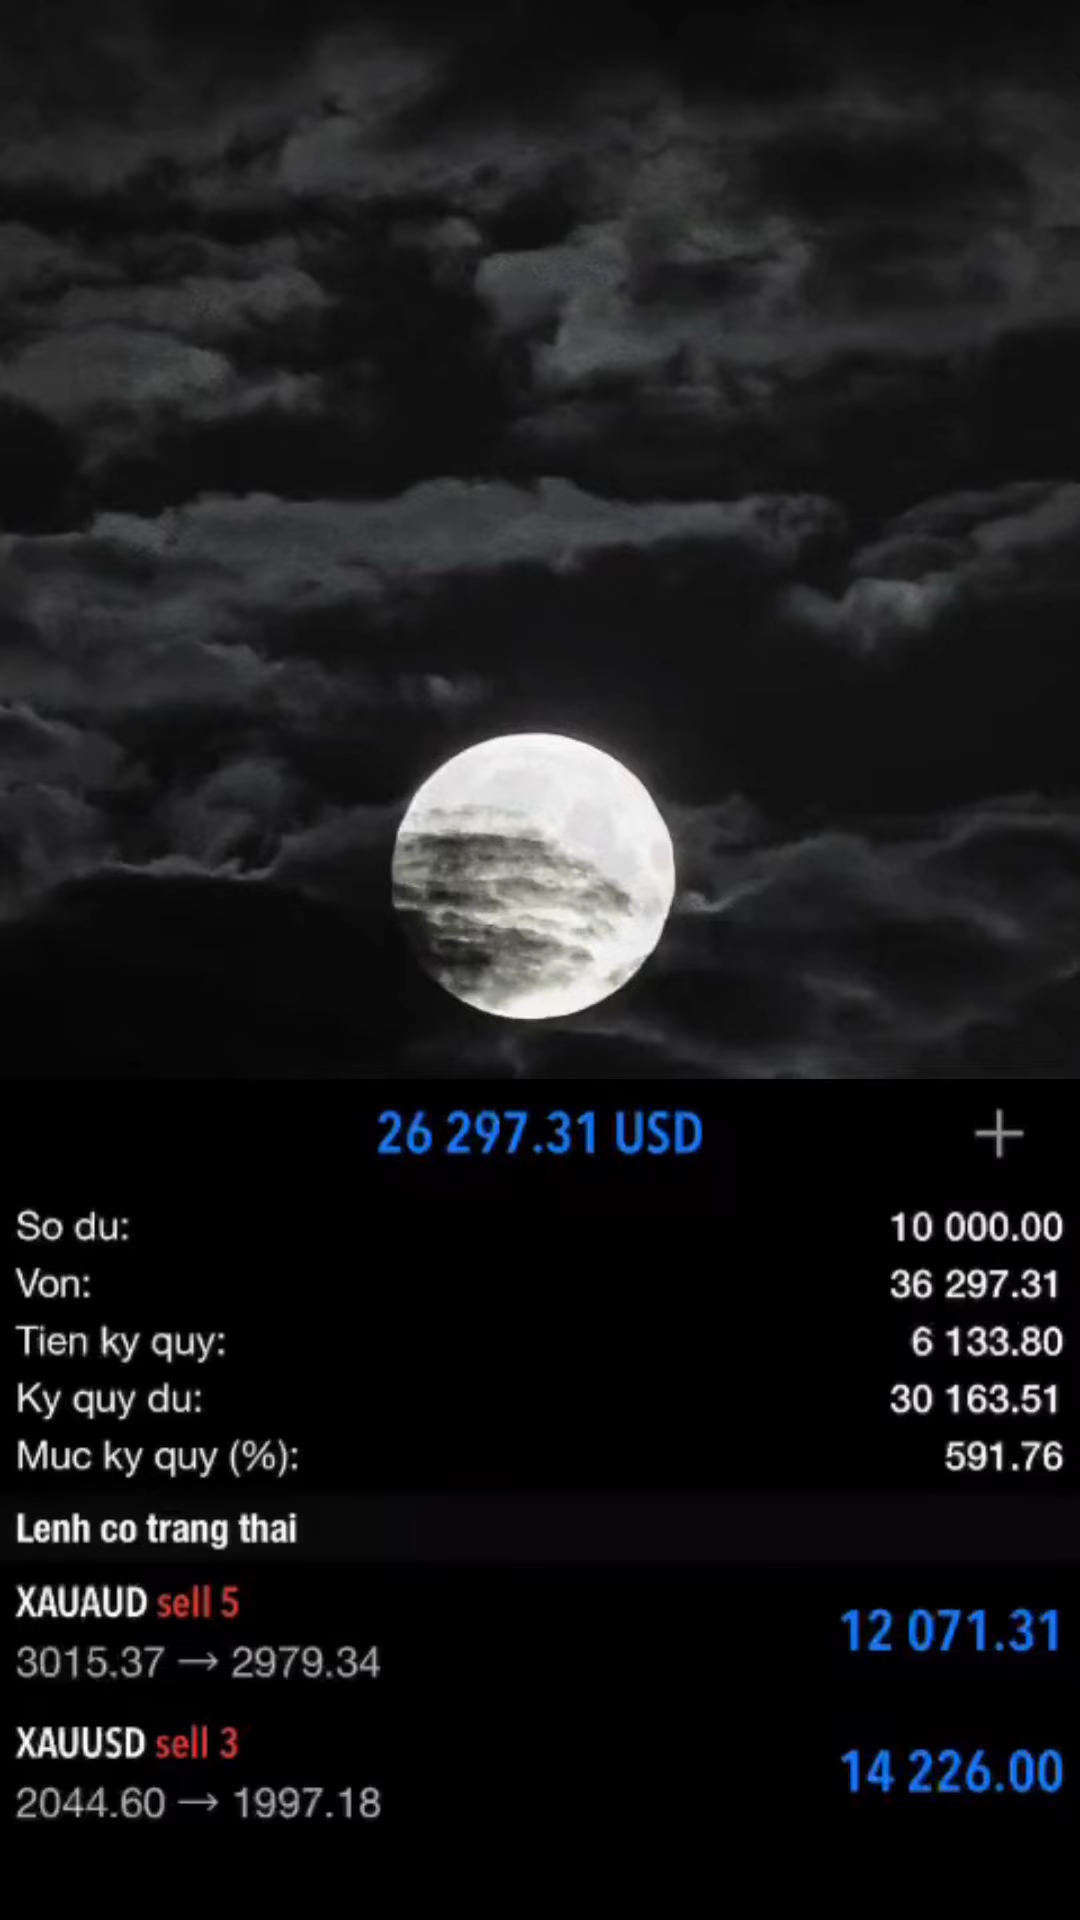 26 297.31 USD
So du: 10 000.00
Von: 36 297.31
Tien ky quy: 6 133.80
Ky quy du: 30 163.51
Muc ky quy (%): 591.76
Lenh co trang thai
XAUAUD sell 5
3015.37 → 2979.34
12 071.31
XAUUSD sell 3
2044.60 → 1997.18
14 226.00